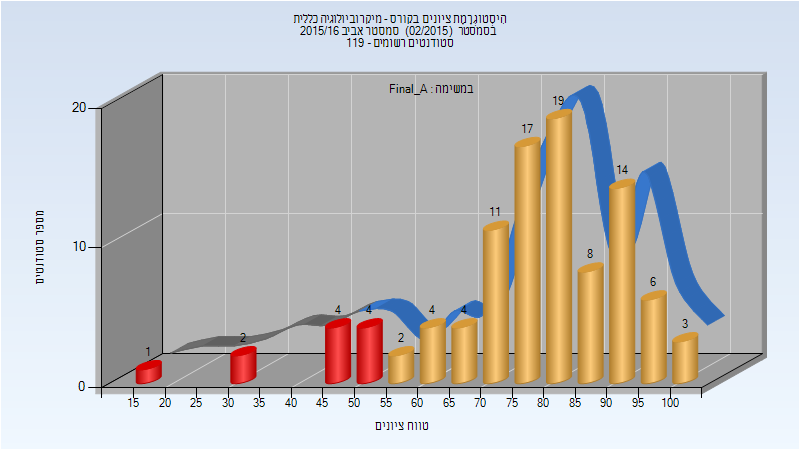 היסטוגרמת ציונים בקורס - מיקרוביולוגיה כללית
בסמסטר (02/2015) סמסטר אביב 2015/16
סטודנטים רשומים - 119
במשימה : Final_A
מספר סטודנטים
20
10
0
1
2
4
4
2
4
4
11
17
19
8
14
6
3
15 20 25 30 35 40 45 50 55 60 65 70 75 80 85 90 95 100
טווח ציונים